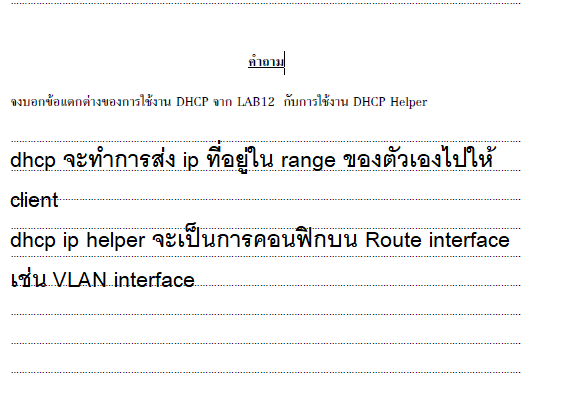 คำถาม
จงบอกข้อแตกต่างของการใช้งาน DHCP จาก LAB12 กับการใช้งาน DHCP Helper
dhcp จะทำการส่ง ip ที่อยู่ใน range ของตัวเองไปให้
client
dhcp ip helper จะเป็นการคอนฟิกบน Route interface
เช่น VLAN interface